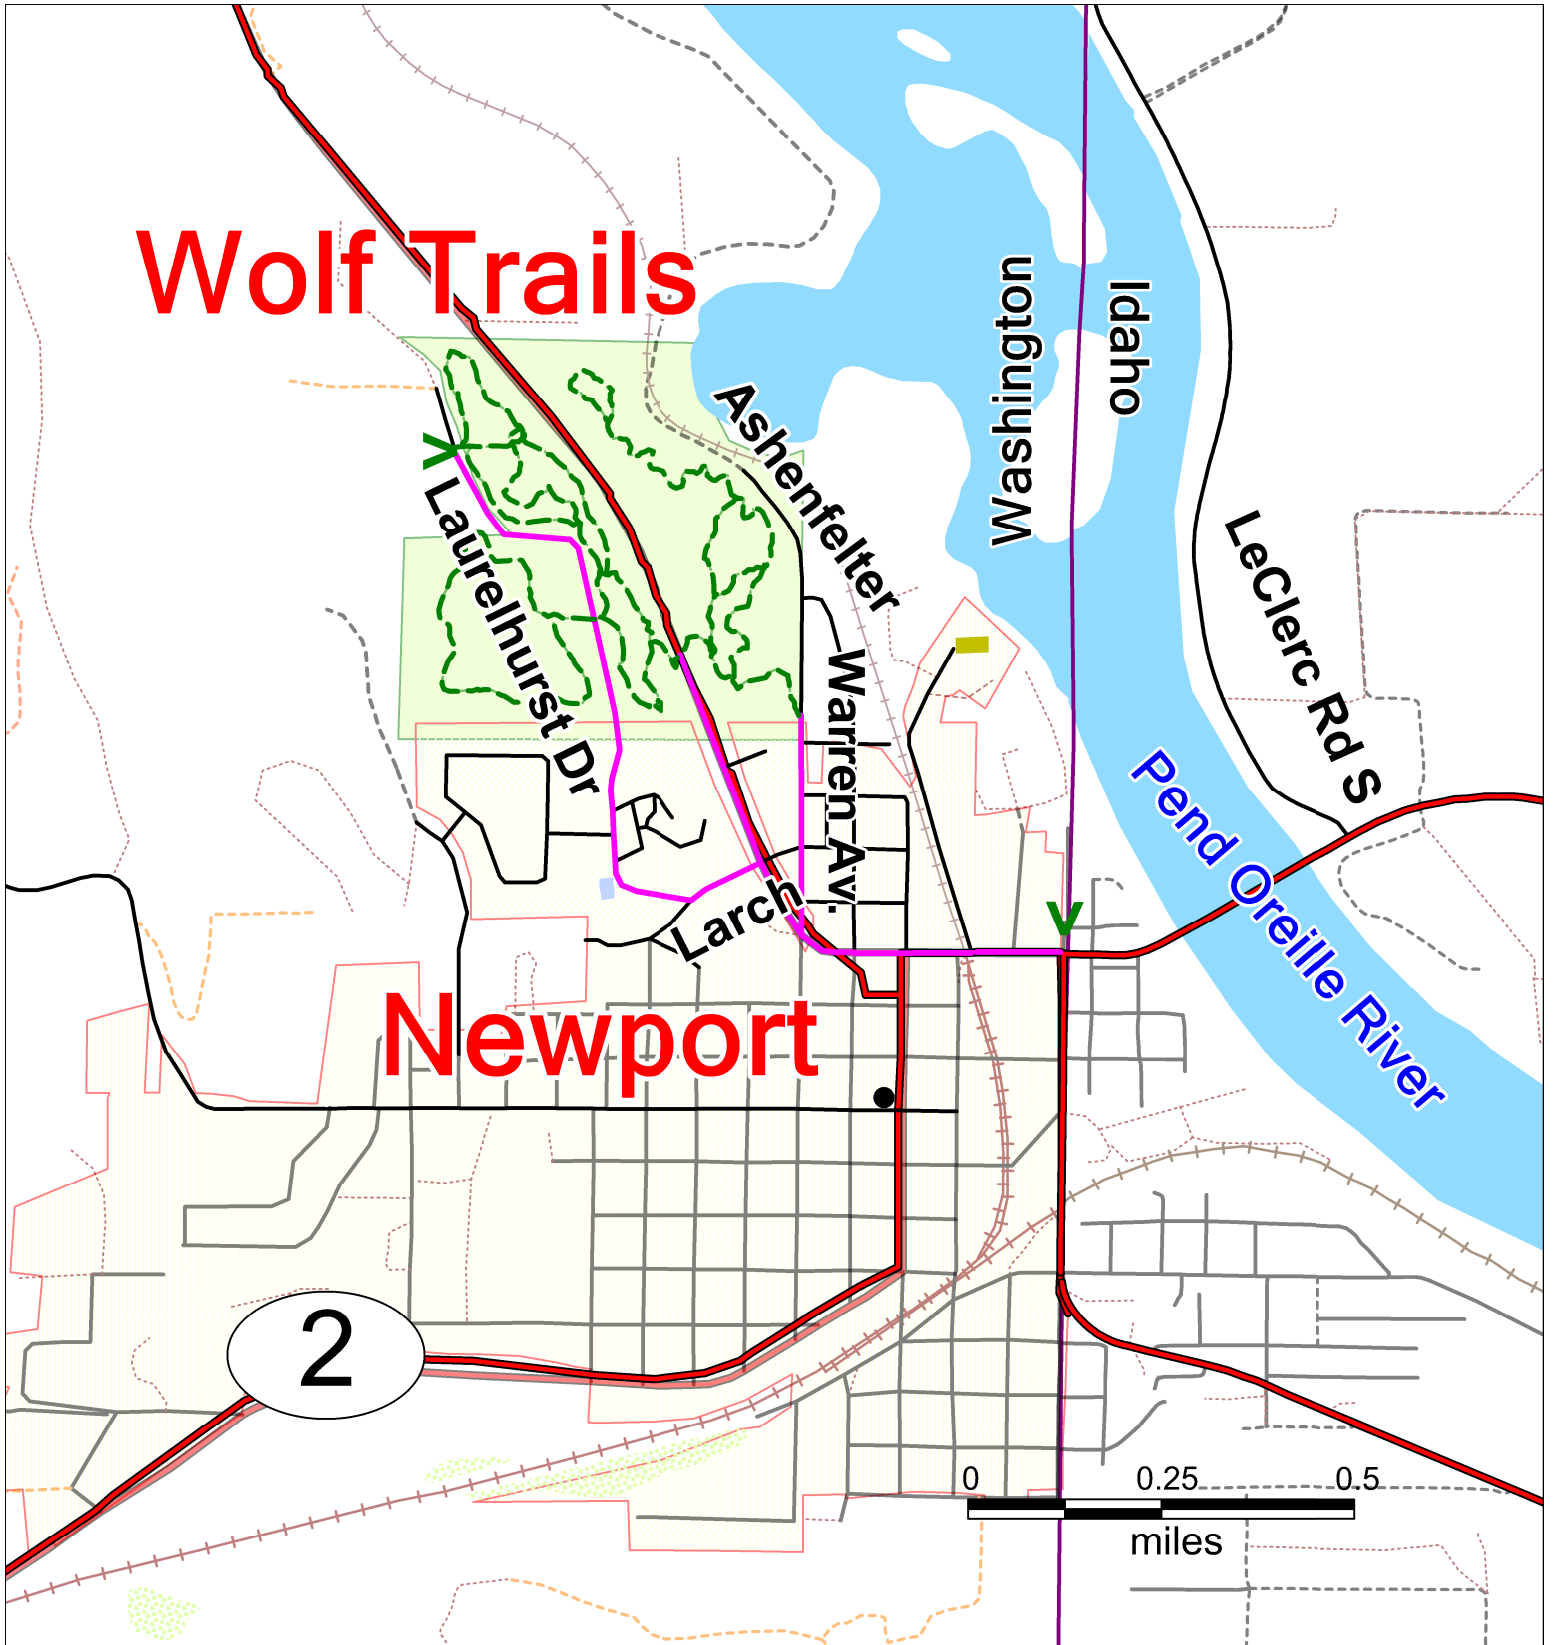 Wolf Trails
Washington
Idaho
Ashenfelter
Laurelhurst Dr
LeClerc Rd S
Warren Av.
Pend Oreille River
Larch
Newport
2
0 0.25 0.5
miles